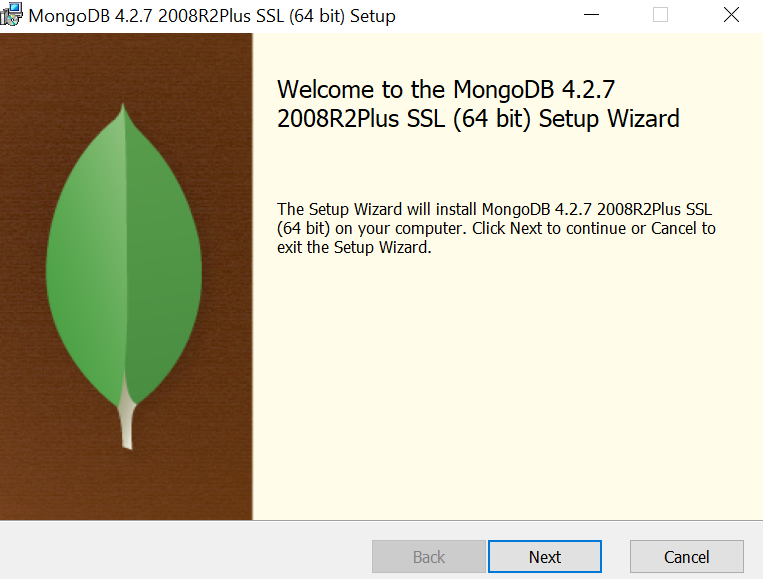 MongoDB 4.2.7 2008R2Plus SSL (64 bit) Setup
Welcome to the MongoDB 4.2.7
2008R2Plus SSL (64 bit) Setup Wizard
The Setup Wizard will install MongoDB 4.2.7 2008R2Plus SSL
(64 bit) on your computer. Click Next to continue or Cancel to
exit the Setup Wizard.
Back Next Cancel